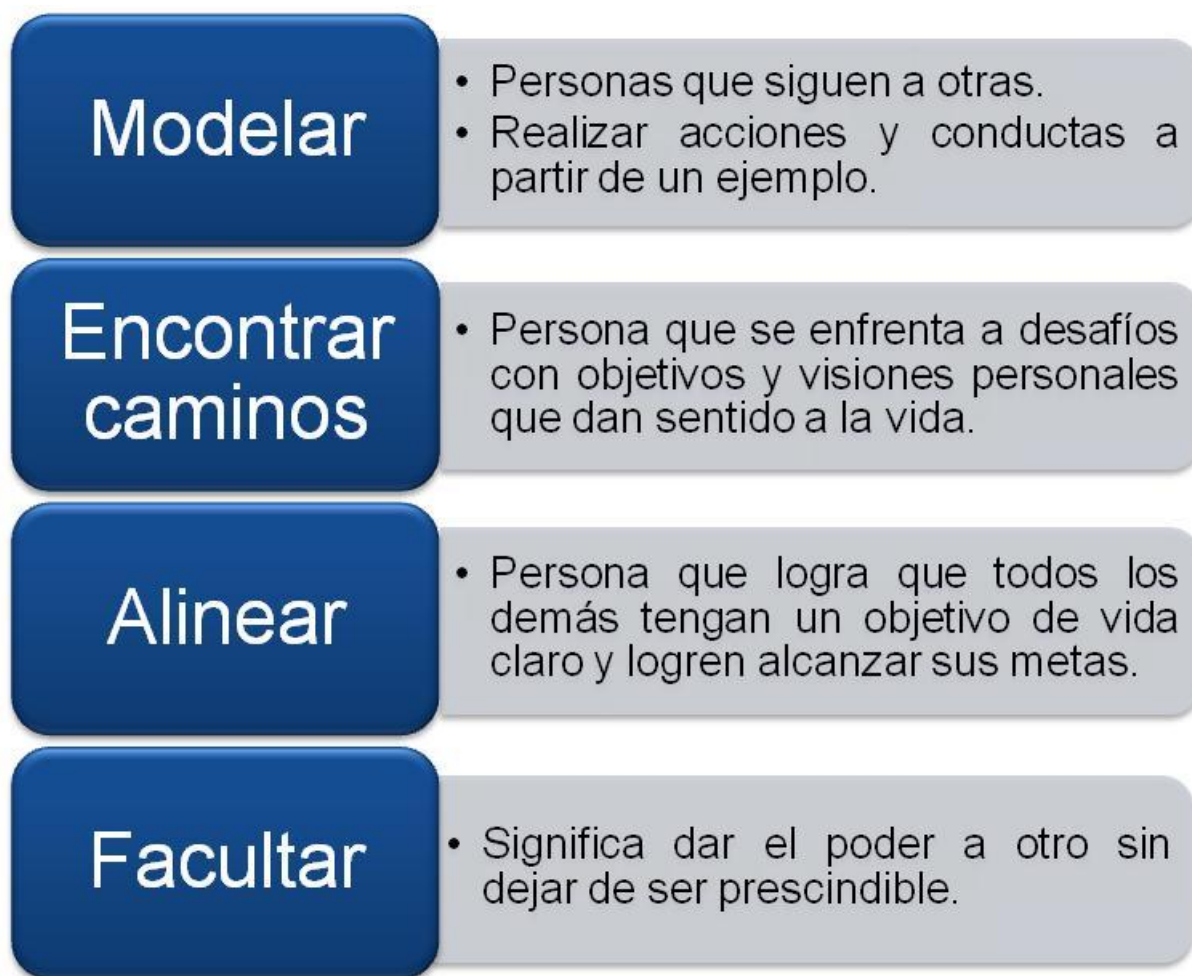 Modelar
• Personas que siguen a otras.
• Realizar acciones y conductas a
partir de un ejemplo.
Encontrar
caminos
• Persona que se enfrenta a desafíos
con objetivos y visiones personales
que dan sentido a la vida.
Alinear
• Persona que logra que todos los
demás tengan un objetivo de vida
claro y logren alcanzar sus metas.
Facultar
• Significa dar el poder a otro sin
dejar de ser prescindible.